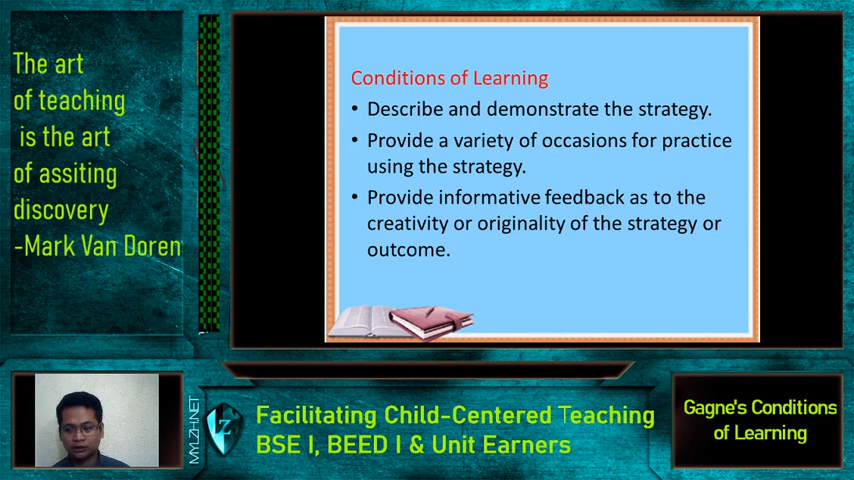 The art
of teaching
is the art
of assiting
discovery
-Mark Van Doren
Conditions of Learning
• Describe and demonstrate the strategy.
• Provide a variety of occasions for practice
using the strategy.
• Provide informative feedback as to the
creativity or originality of the strategy or
outcome.
MYLZH.NET
Z
Facilitating Child-Centered Teaching
BSE I, BEED I & Unit Earners
Gagne's Conditions
of Learning